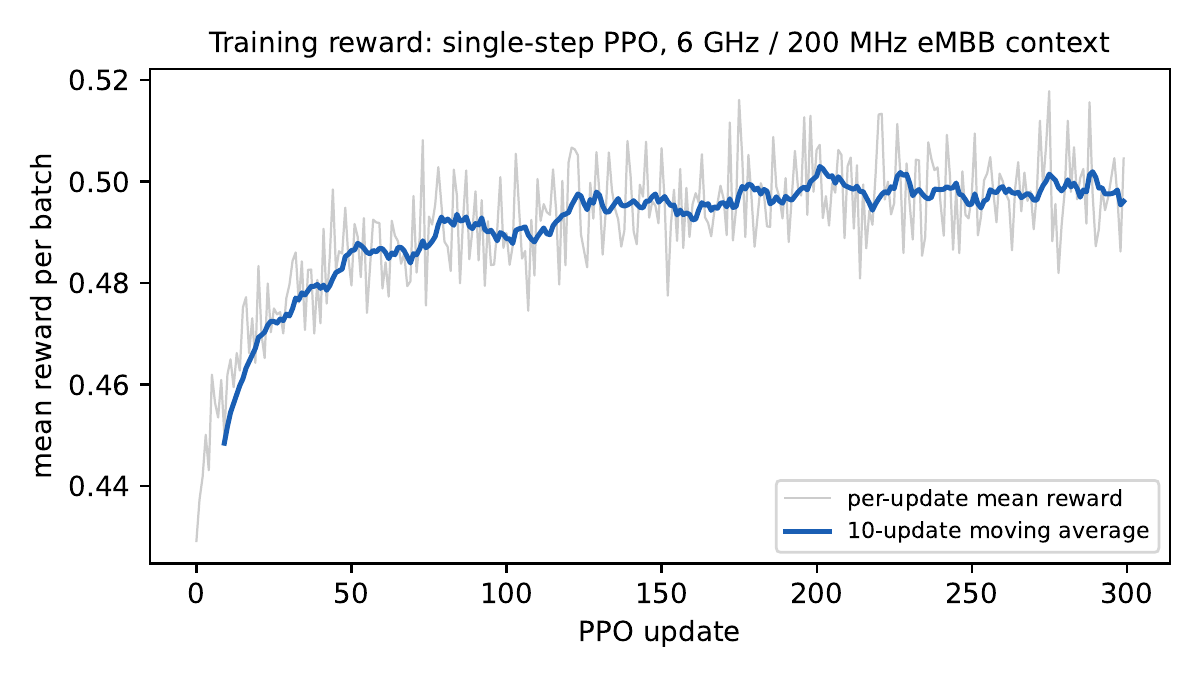 Training reward: single-step PPO, 6 GHz / 200 MHz eMBB context
mean reward per batch
0.52
0.50
0.48
0.46
0.44
0
50
100
150
200
250
300
PPO update
per-update mean reward
10-update moving average